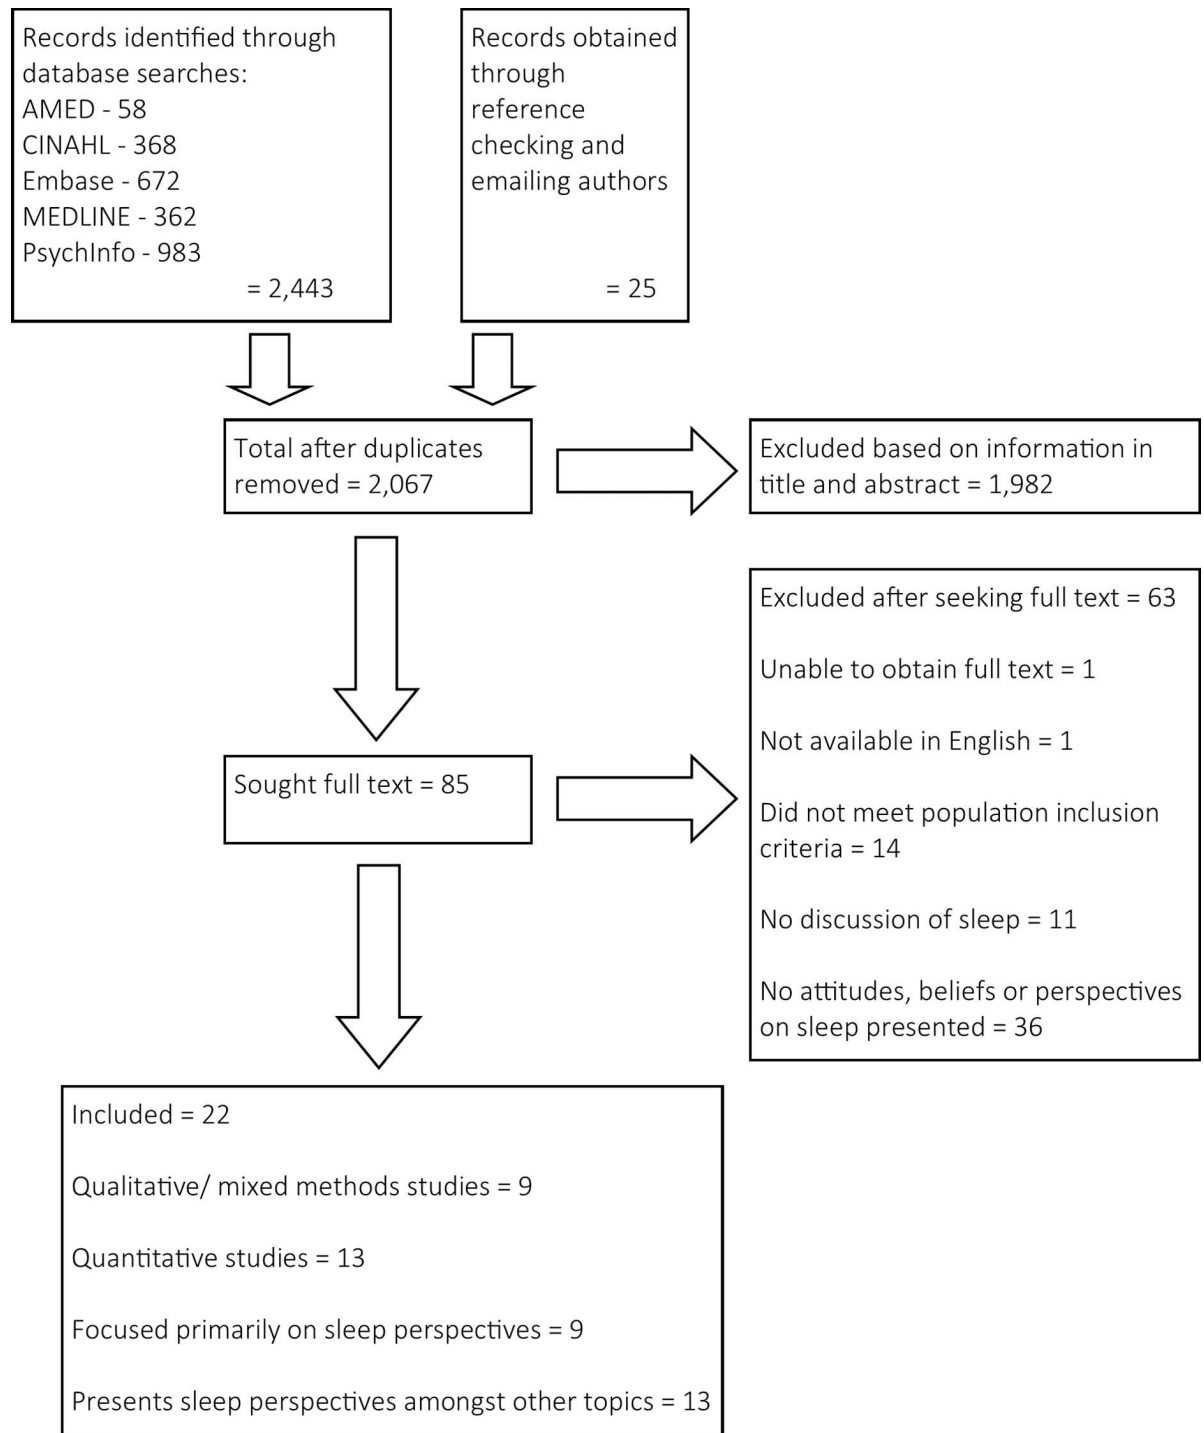 Records identified through
database searches:
AMED - 58
CINAHL - 368
Embase - 672
MEDLINE - 362
PsychInfo - 983
= 2,443
Records obtained
through
reference
checking and
emailing authors
= 25
Total after duplicates
removed = 2,067
Excluded based on information in
title and abstract = 1,982
Excluded after seeking full text = 63
Unable to obtain full text = 1
Not available in English = 1
Did not meet population inclusion
criteria = 14
No discussion of sleep = 11
No attitudes, beliefs or perspectives
on sleep presented = 36
Sought full text = 85
Included = 22
Qualitative/ mixed methods studies = 9
Quantitative studies = 13
Focused primarily on sleep perspectives = 9
Presents sleep perspectives amongst other topics = 13